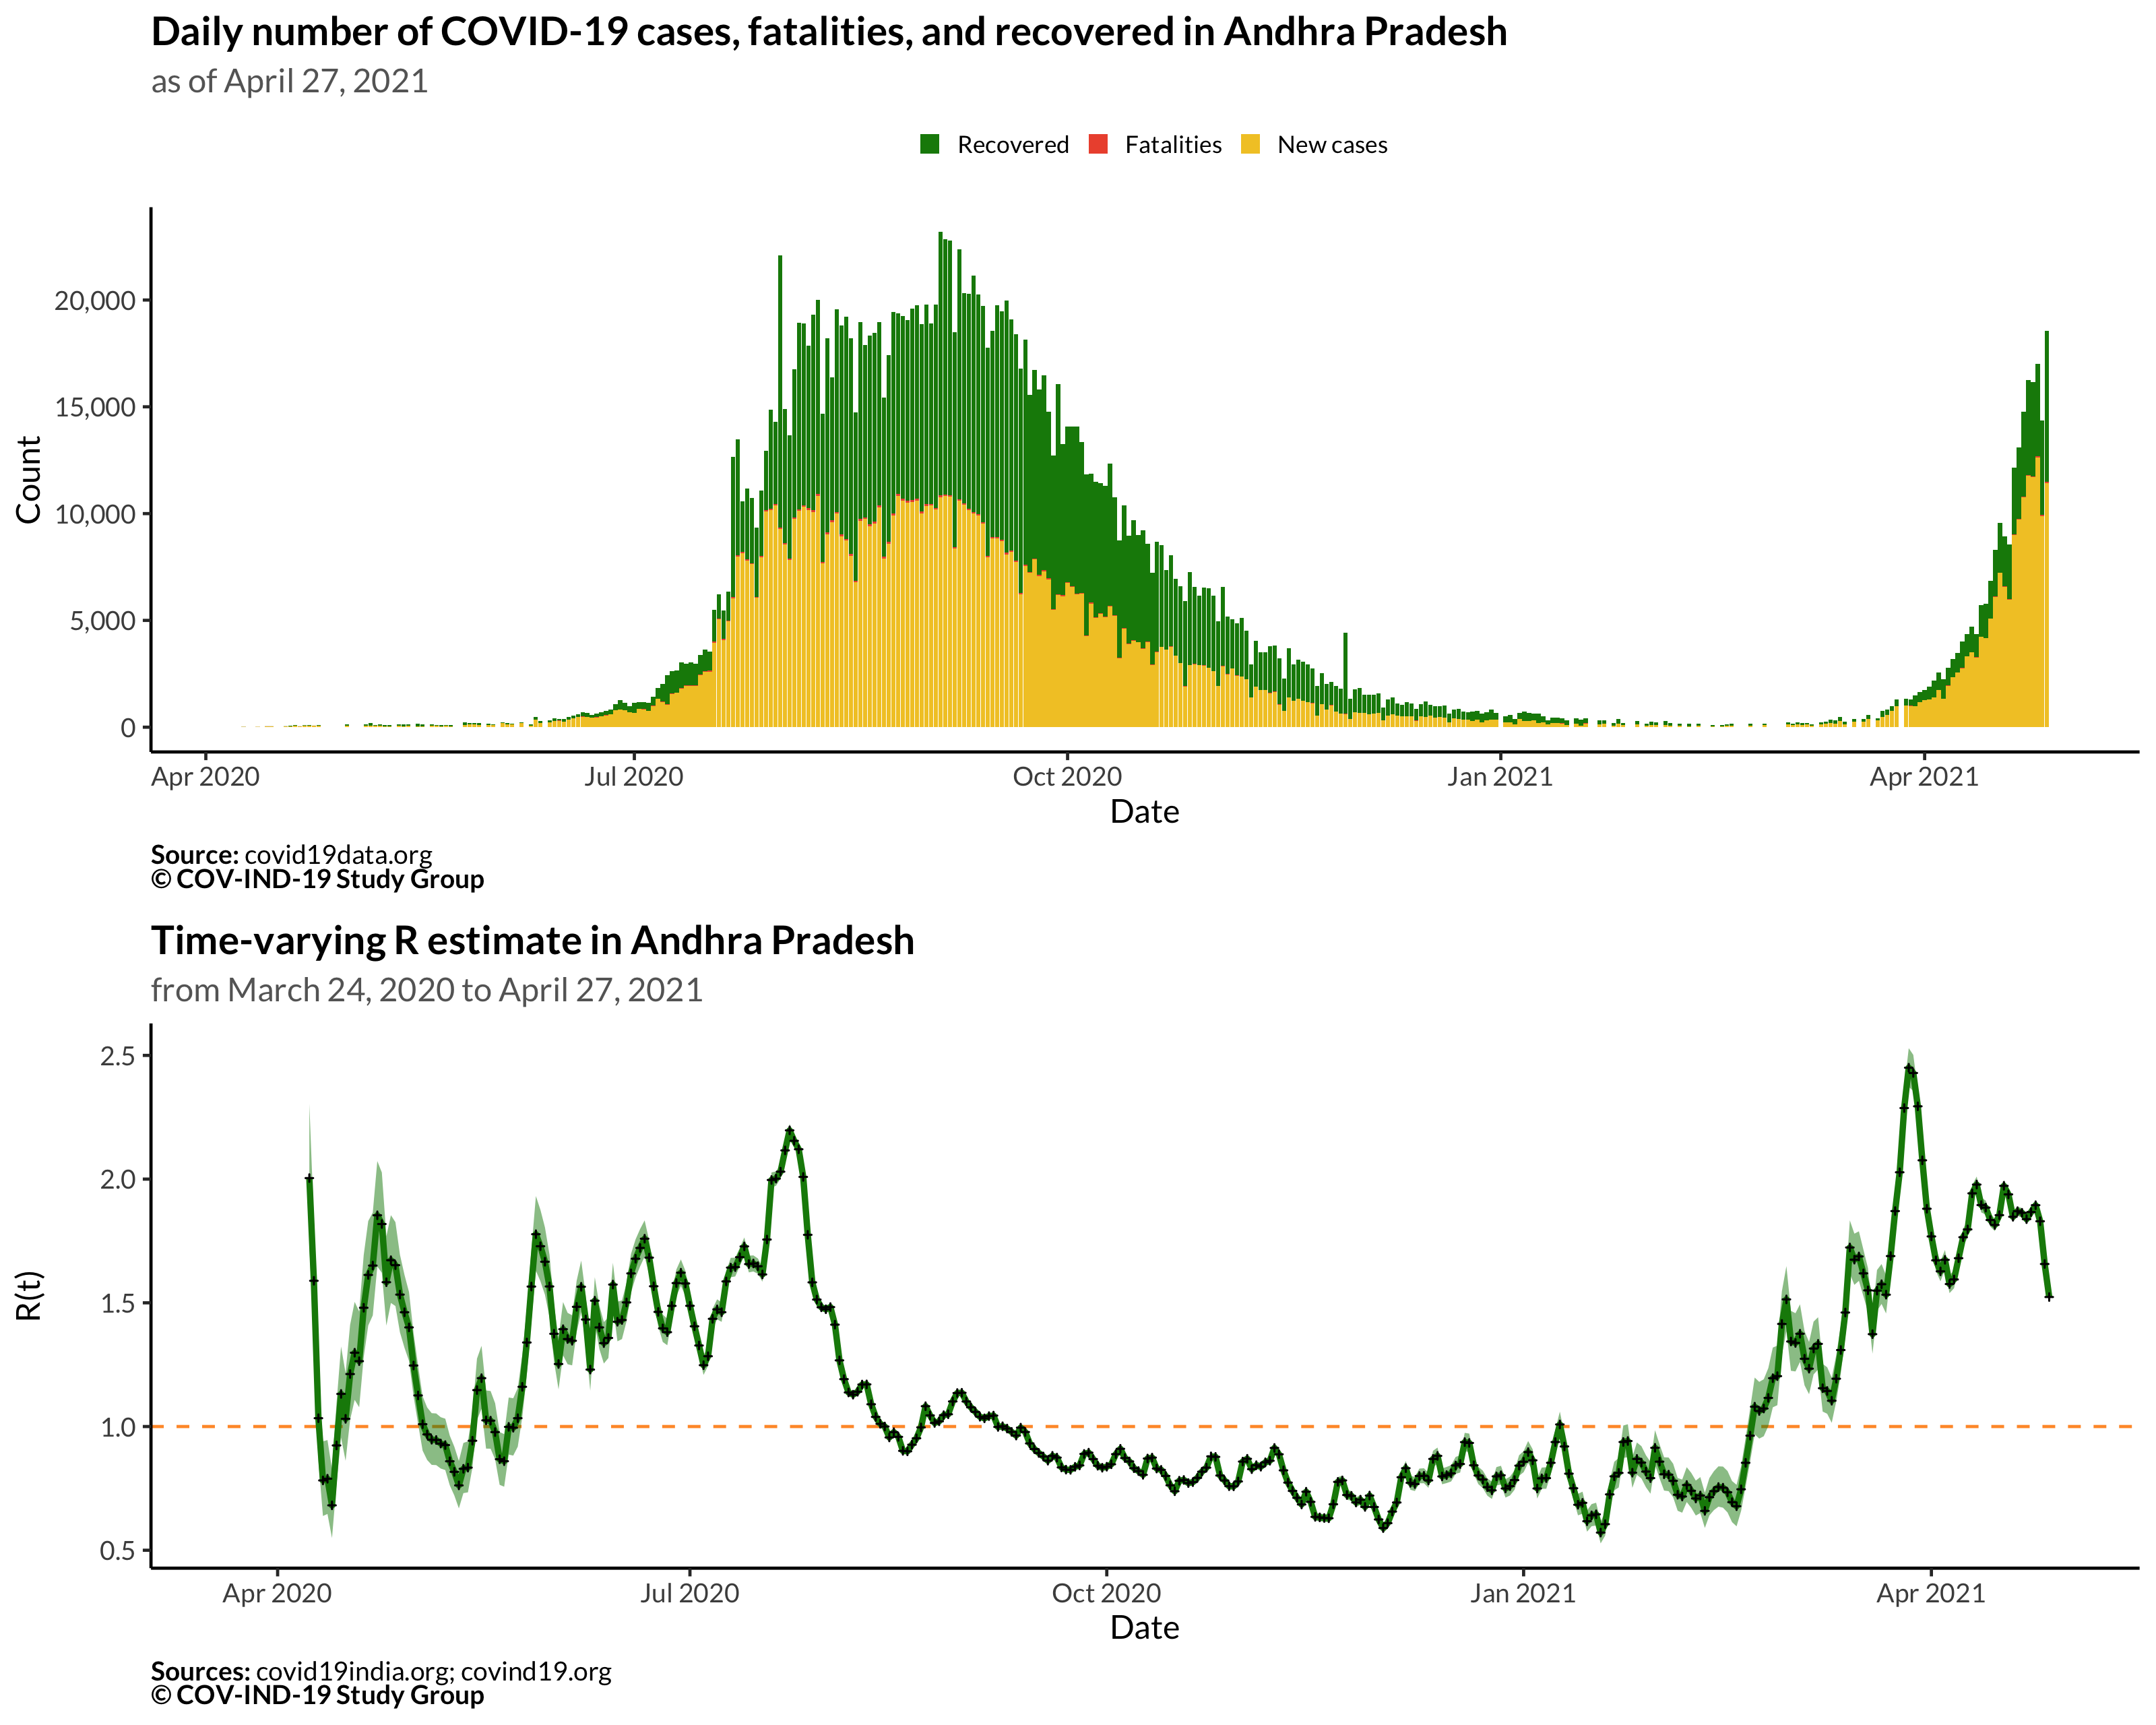 Daily number of COVID-19 cases, fatalities, and recovered in Andhra Pradesh
as of April 27, 2021
Recovered Fatalities New cases
Count
20,000
15,000
10,000
5,000
0
Apr 2020 Jul 2020 Oct 2020 Jan 2021 Apr 2021
Date
Source: covid19data.org
© COV-IND-19 Study Group
Time-varying R estimate in Andhra Pradesh
from March 24, 2020 to April 27, 2021
R(t)
2.5
2.0
1.5
1.0
0.5
Apr 2020 Jul 2020 Oct 2020 Jan 2021 Apr 2021
Date
Sources: covid19india.org; covind19.org
© COV-IND-19 Study Group